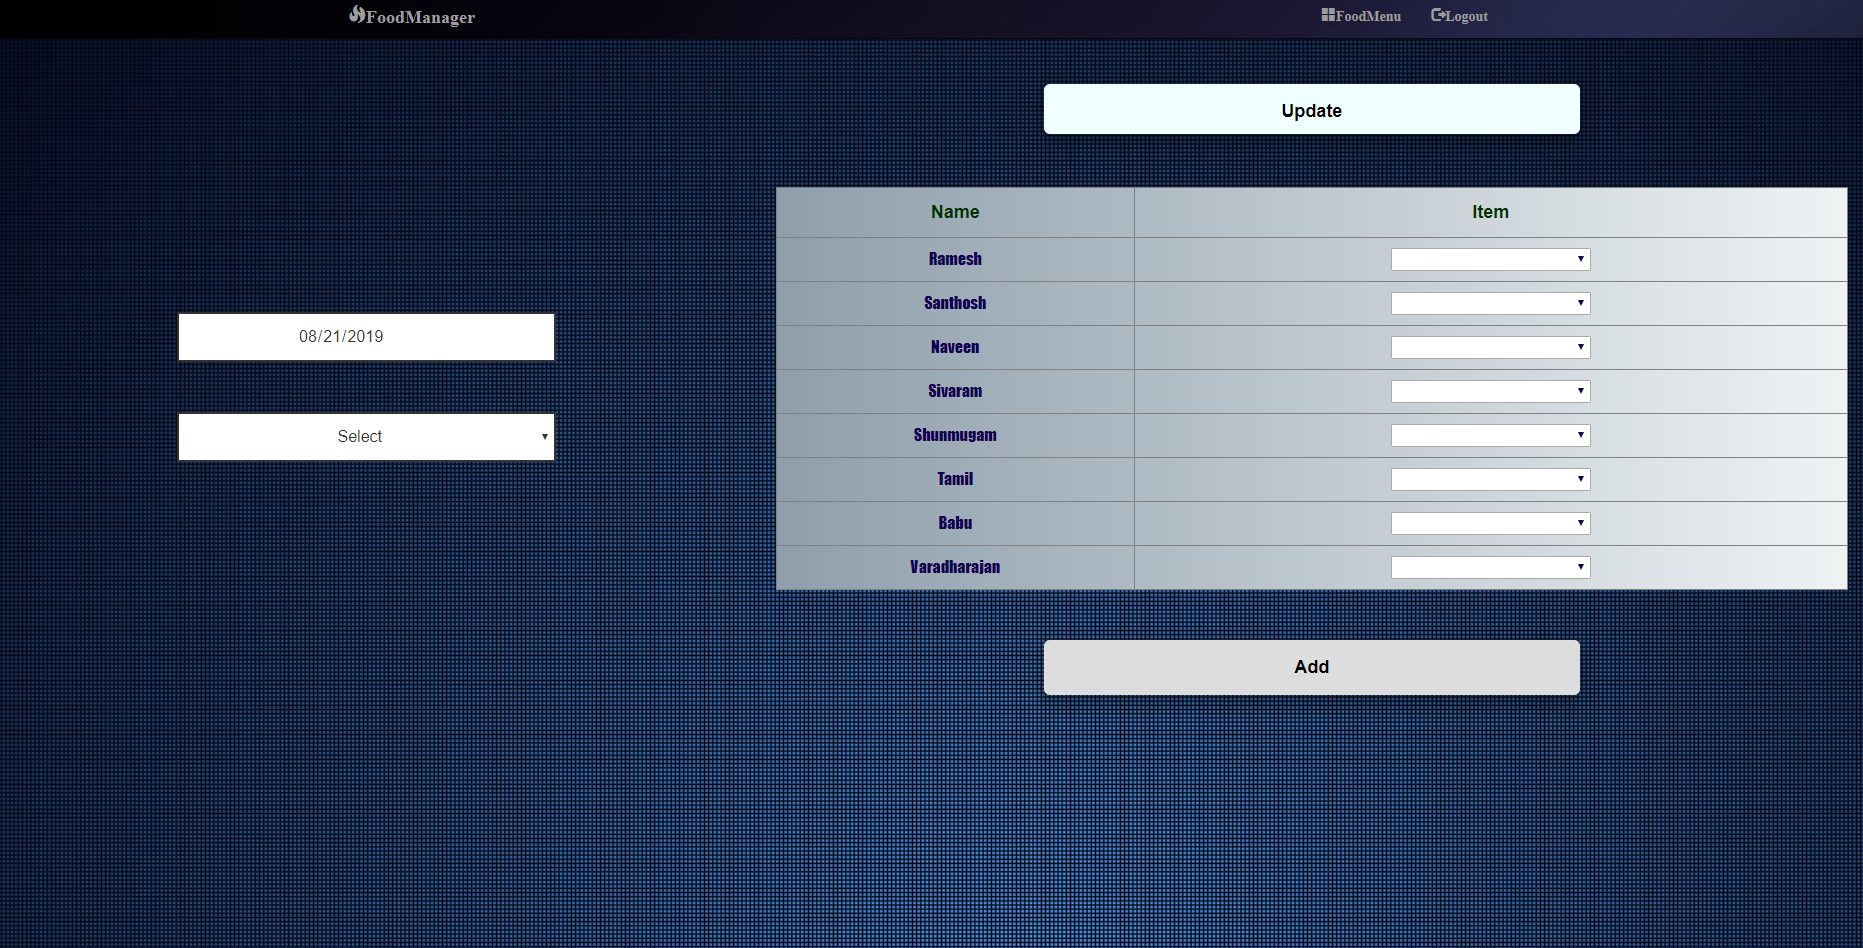 FoodManager
FoodMenu Logout
Update
08/21/2019
Select
Name Item
Ramesh
Santhosh
Naveen
Sivaram
Shunmugam
Tamil
Babu
Varadharajan
Add